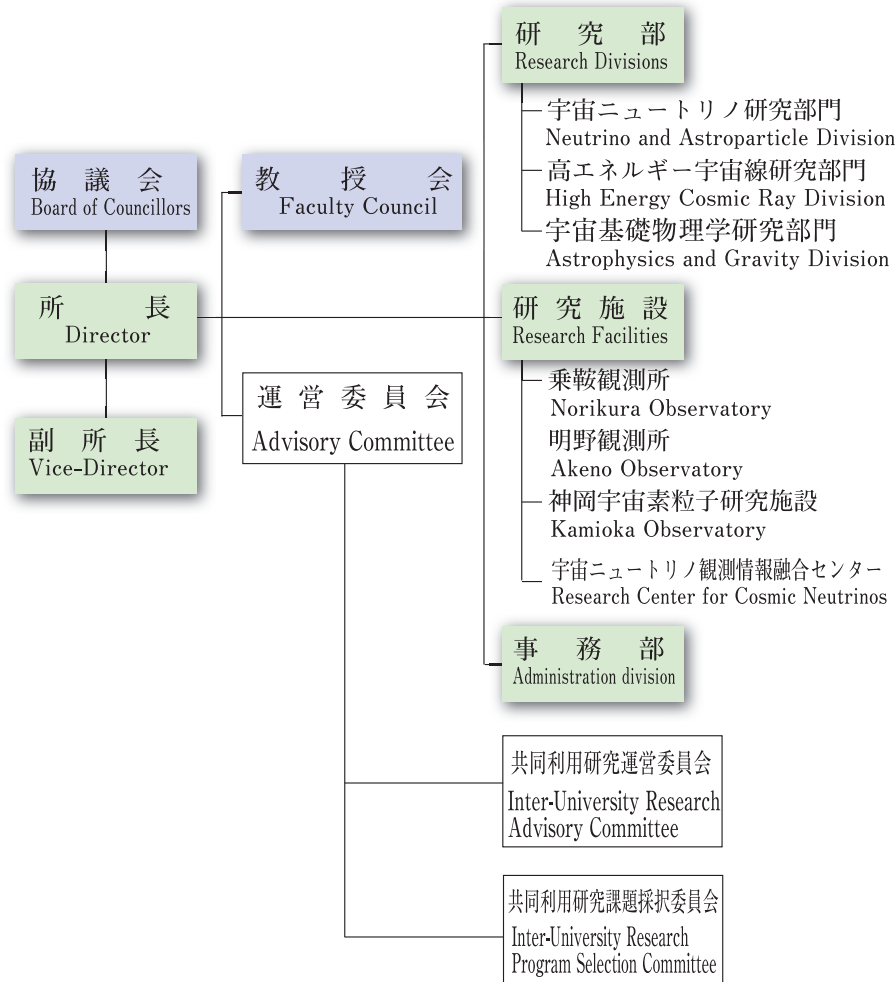 協議会
Board of Councillors
所長
Director
副所長
Vice-Director
教授会
Faculty Council
運営委員会
Advisory Committee
研究部
Research Divisions
宇宙ニュートリノ研究部門
Neutrino and Astroparticle Division
高エネルギー宇宙線研究部門
High Energy Cosmic Ray Division
宇宙基礎物理学研究部門
Astrophysics and Gravity Division
研究施設
Research Facilities
乗鞍観測所
Norikura Observatory
明野観測所
Akeno Observatory
神岡宇宙素粒子研究施設
Kamioka Observatory
宇宙ニュートリノ観測情報融合センター
Research Center for Cosmic Neutrinos
事務部
Administration division
共同利用研究運営委員会
Inter-University Research
Advisory Committee
共同利用研究課題採択委員会
Inter-University Research
Program Selection Committee